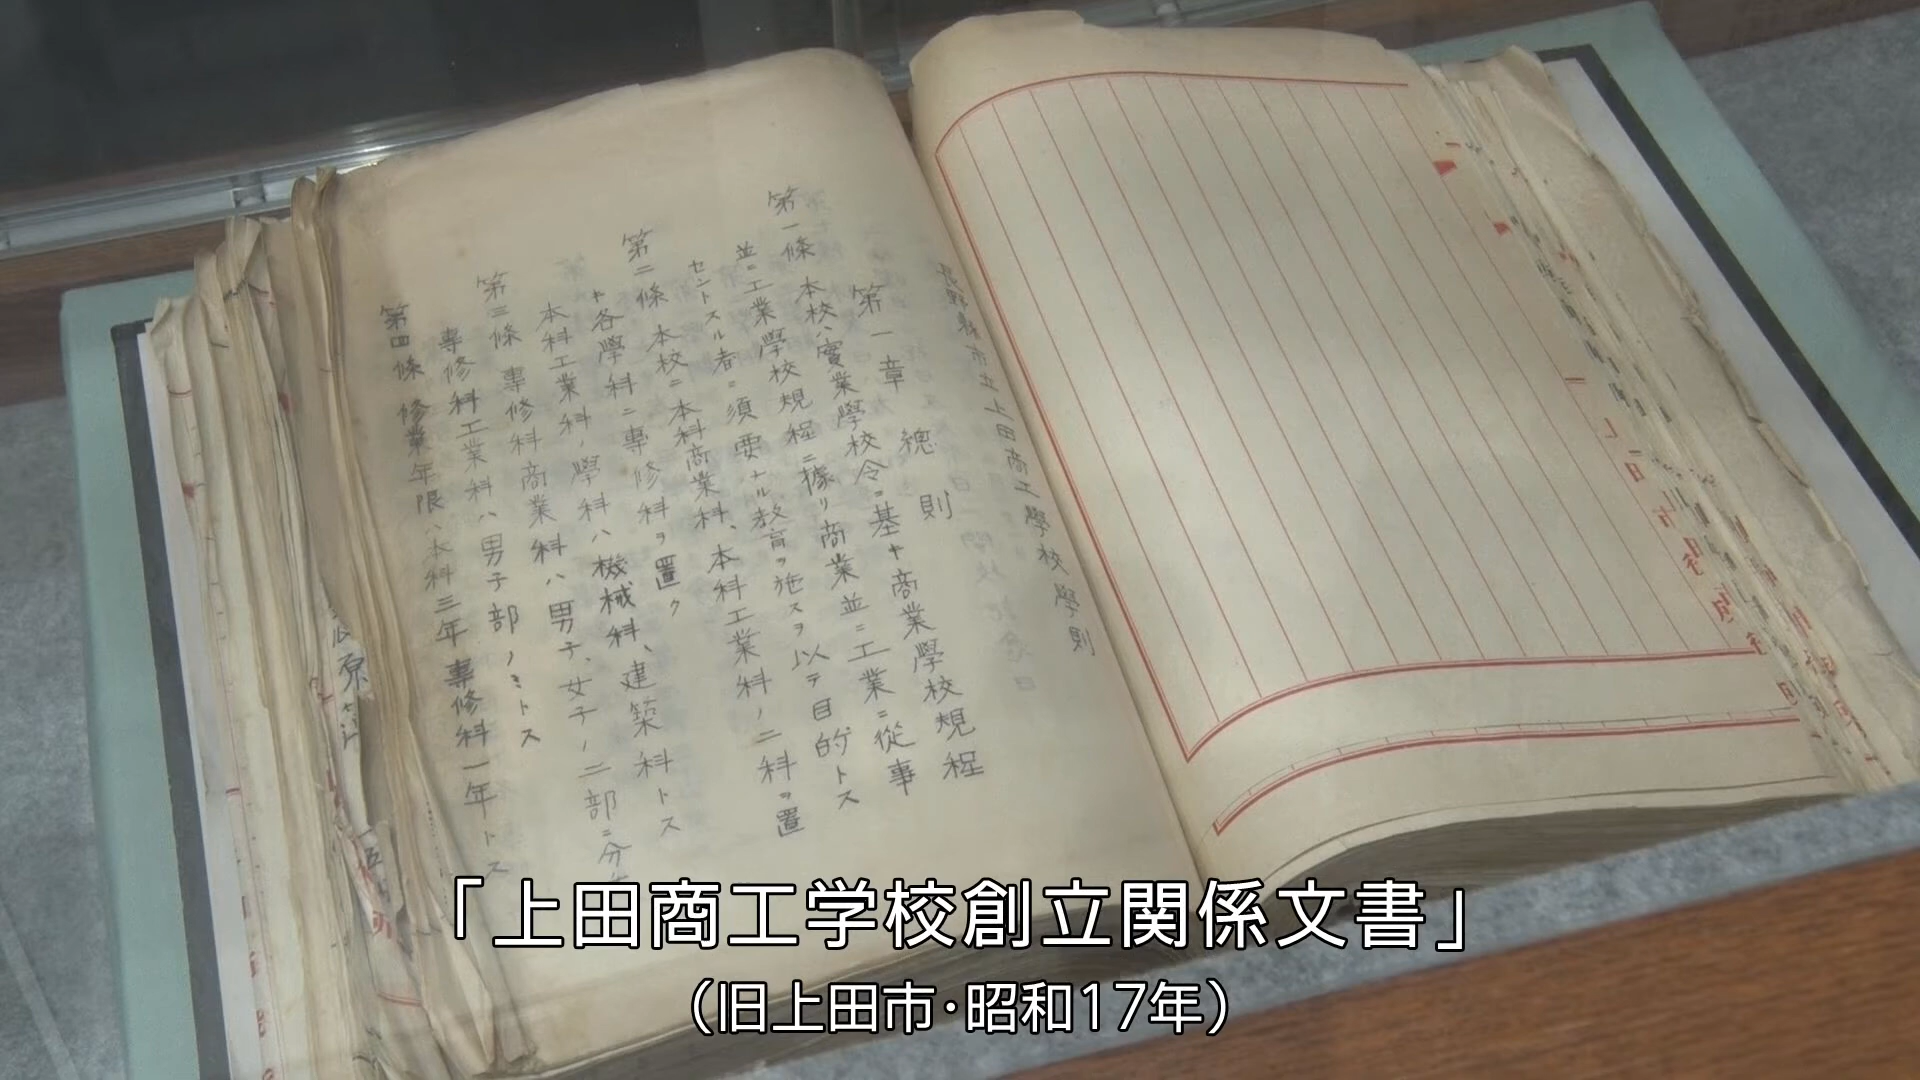 長野縣市立上田商工學校學則
第一章 總則
第一條 本校ハ實業學校令ニ基キ商業學校規程
並ニ工業學校規程ニ據リ商業並ニ工業ニ從事
セントスル者ニ須要ナル教育ヲ施スヲ以テ目的トス
第二條 本校ニ本科商業科、本科工業科ノ二科ヲ置
キ各學科ニ專修科ヲ置ク
本科工業科ノ學科ハ機械科、建築科トス
第三條 專修科商業科ハ男子、女子ノ二部ニ分チ
專修科工業科ハ男子部ノミトス
第四條 修業年限ハ本科三年專修科一年トス
「上田商工学校創立関係文書」
（旧上田市・昭和17年）